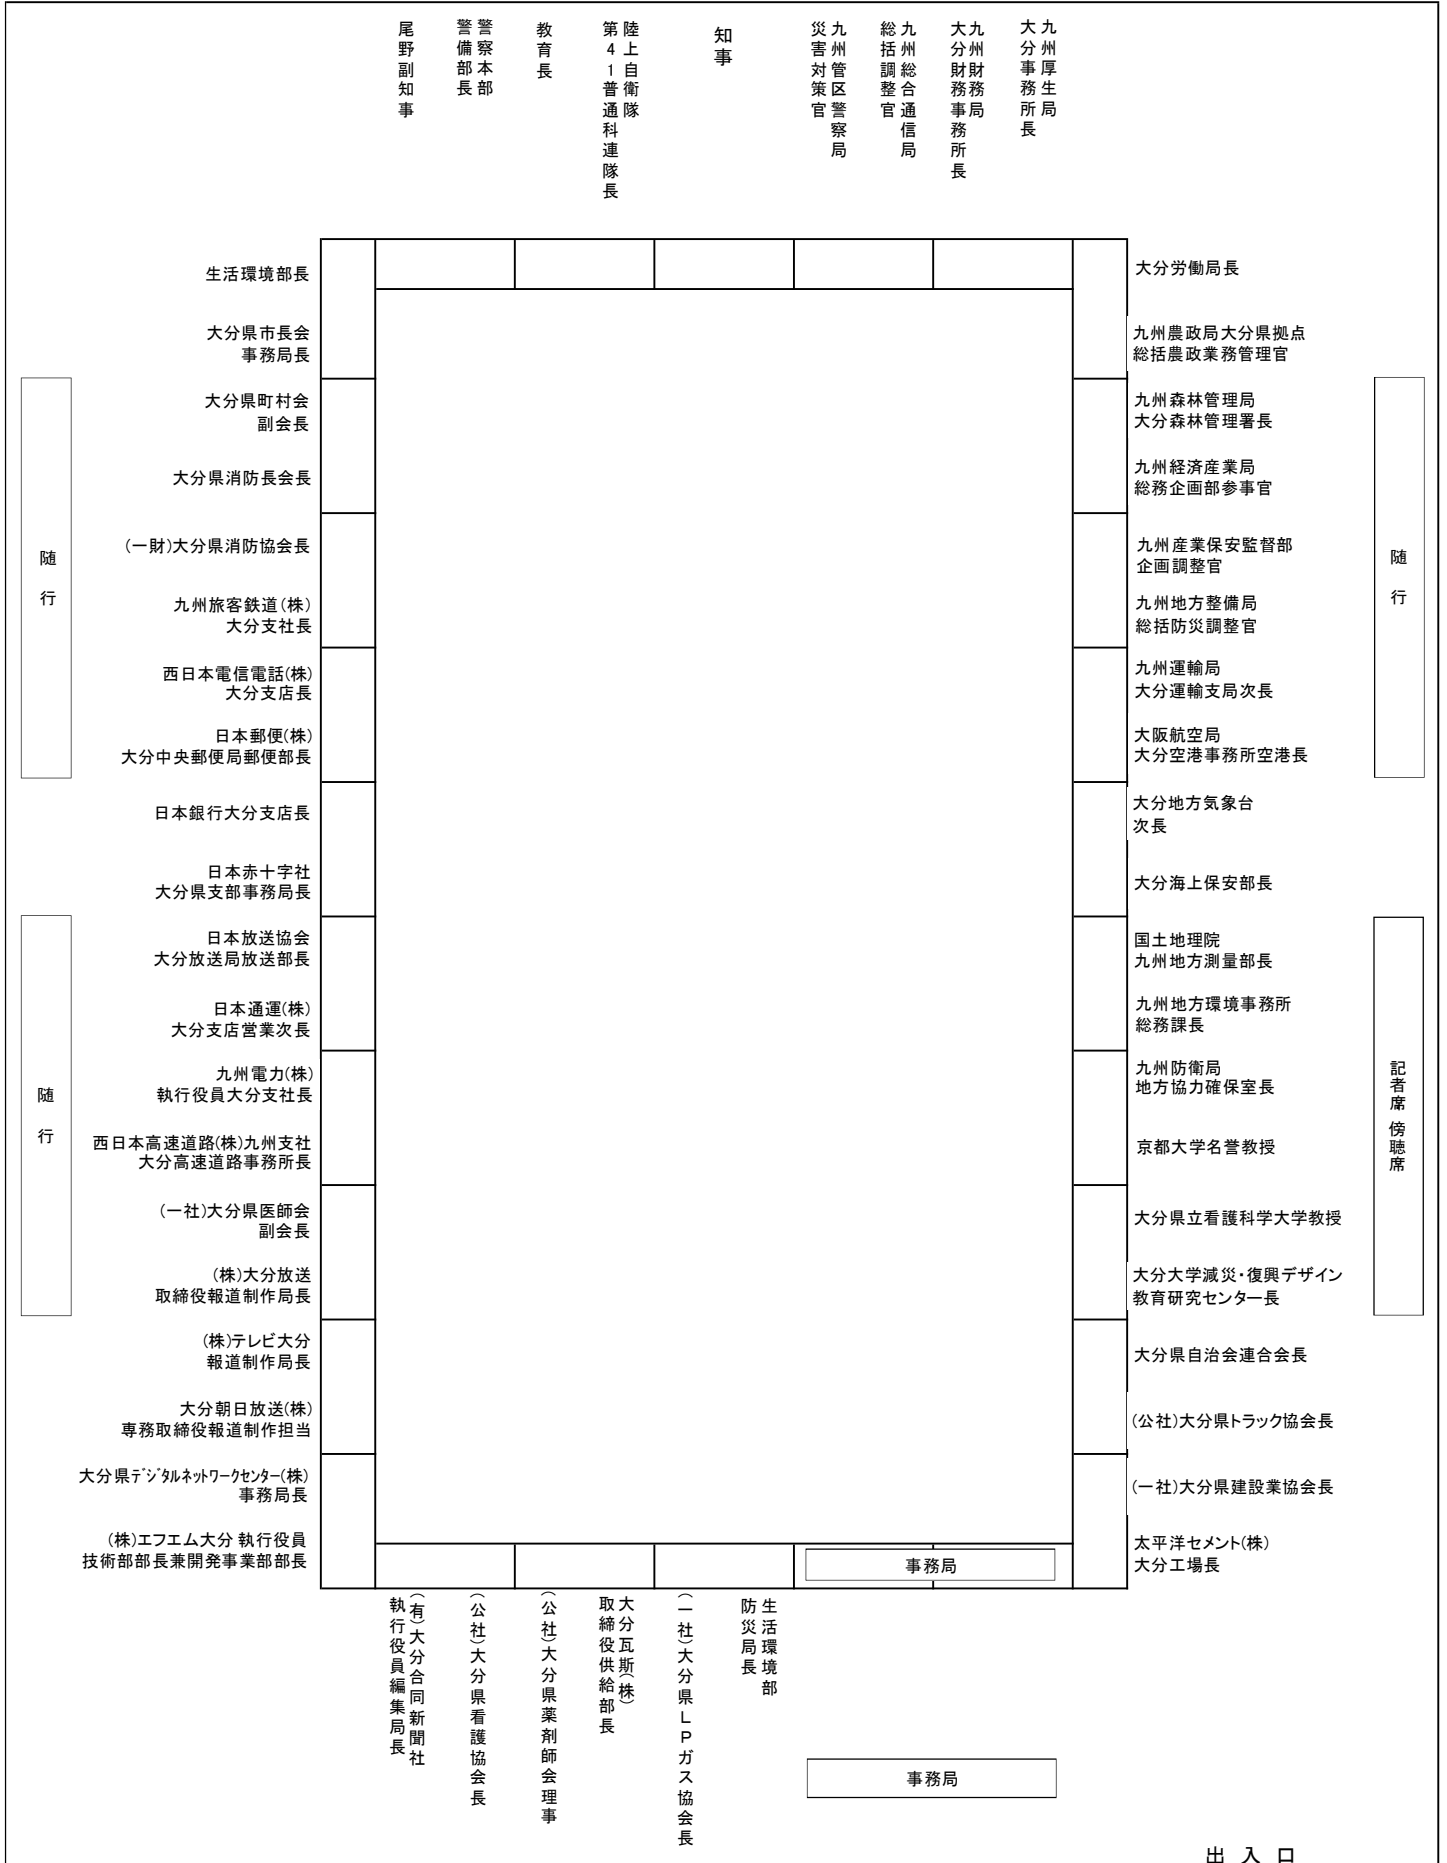 尾野副知事
警察本部
警備部長
教育長
陸上自衛隊
第41普通科連隊長
知事
九州管区警察局
災害対策官
九州総合通信局
総括調整官
九州財務局
大分財務事務所長
九州厚生局
大分事務所長
生活環境部長
大分県市長会
事務局長
大分県町村会
副会長
大分県消防長会長
(一財)大分県消防協会長
九州旅客鉄道(株)
大分支社長
西日本電信電話(株)
大分支店長
日本郵便(株)
大分中央郵便局郵便部長
日本銀行大分支店長
日本赤十字社
大分県支部事務局長
日本放送協会
大分放送局放送部長
日本通運(株)
大分支店営業次長
九州電力(株)
執行役員大分支社長
西日本高速道路(株)九州支社
大分高速道路事務所長
(一社)大分県医師会
副会長
(株)大分放送
取締役報道制作局長
(株)テレビ大分
報道制作局長
大分朝日放送(株)
専務取締役報道制作担当
大分県デジタルネットワークセンター(株)
事務局長
(株)エフエム大分 執行役員
技術部部長兼開発事業部部長
随行
随行
大分労働局長
九州農政局大分県拠点
総括農政業務管理官
九州森林管理局
大分森林管理署長
九州経済産業局
総務企画部参事官
九州産業保安監督部
企画調整官
九州地方整備局
総括防災調整官
九州運輸局
大分運輸支局次長
大阪航空局
大分空港事務所空港長
大分地方気象台
次長
大分海上保安部長
国土地理院
九州地方測量部長
九州地方環境事務所
総務課長
九州防衛局
地方協力確保室長
京都大学名誉教授
大分県立看護科学大学教授
大分大学減災・復興デザイン
教育研究センター長
大分県自治会連合会長
(公社)大分県トラック協会長
(一社)大分県建設業協会長
太平洋セメント(株)
大分工場長
随行
記者席 傍聴席
事務局
(有)大分合同新聞社
執行役員編集局長
(公社)大分県看護協会長
(公社)大分県薬剤師会理事
大分瓦斯(株)
取締役供給部長
(一社)大分県LPガス協会長
生活環境部
防災局長
事務局
出入口